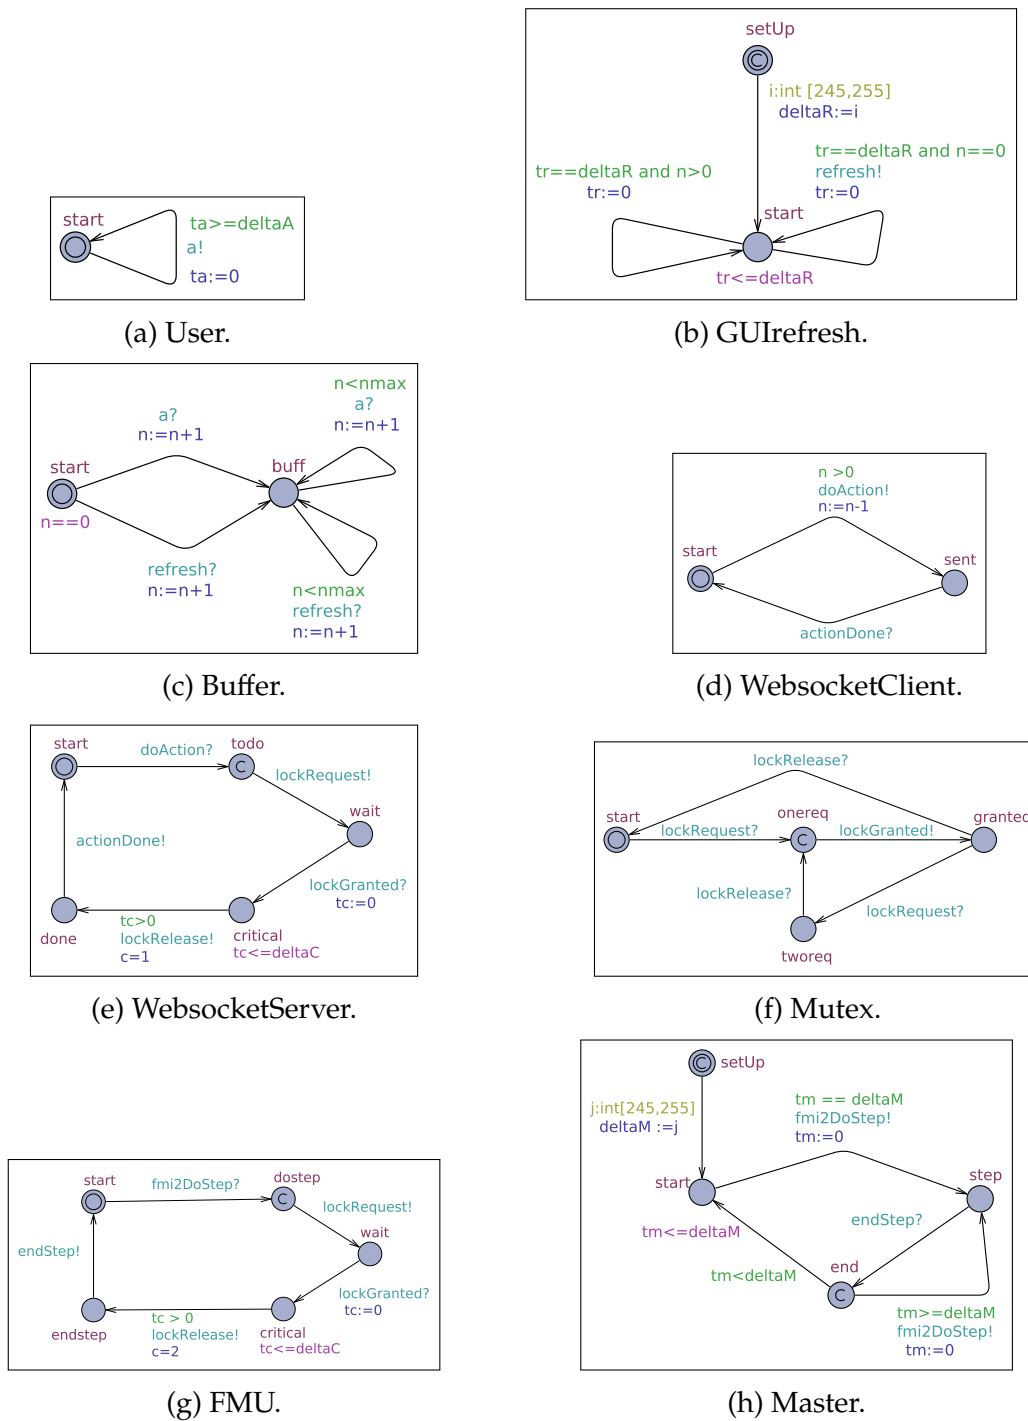 start
ta>=deltaA
a!
ta:=0
(a) User.
setUp
i:int [245,255]
deltaR:=i
tr==deltaR and n>0
tr:=0
tr==deltaR and n==0
refresh!
tr:=0
start
tr<=deltaR
(b) GUIrefresh.
n<nmax
a?
n:=n+1
a?
n:=n+1
start
buff
n==0
refresh?
n:=n+1
n<nmax
refresh?
n:=n+1
(c) Buffer.
n >0
doAction!
n:=n-1
start
sent
actionDone?
(d) WebsocketClient.
start
doAction?
todo
lockRequest!
wait
actionDone!
lockGranted?
tc:=0
done
tc>0
lockRelease!
c=1
critical
tc<=deltaC
(e) WebsocketServer.
lockRelease?
start
onereq
granted
lockRequest?
lockGranted!
lockRelease?
lockRequest?
tworeq
(f) Mutex.
start
fmi2DoStep?
dostep
lockRequest!
wait
endStep!
lockGranted?
tc:=0
endstep
tc > 0
lockRelease!
c=2
critical
tc<=deltaC
(g) FMU.
setUp
j:int[245,255]
deltaM :=j
tm == deltaM
fmi2DoStep!
tm:=0
start
step
tm<=deltaM
endStep?
tm<deltaM
end
tm>=deltaM
fmi2DoStep!
tm:=0
(h) Master.